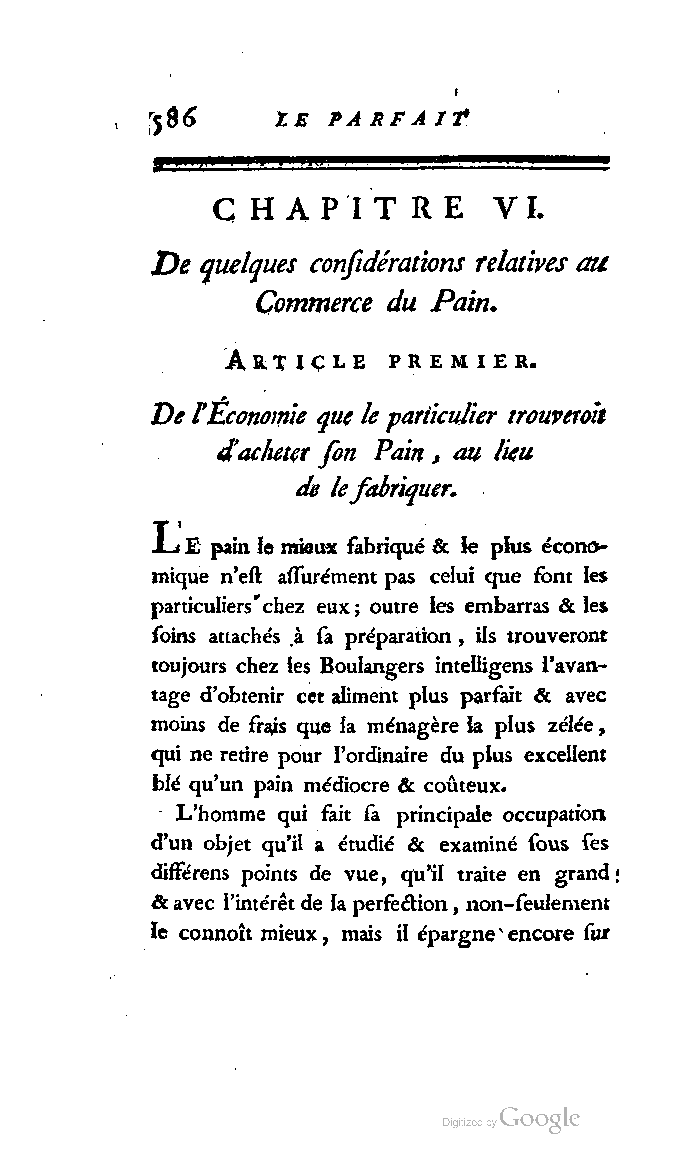 586 LE PARFAIT
CHAPITRE VI.
De quelques conſidérations relatives au
Commerce du Pain.
ARTICLE PREMIER.
De l'Économie que le particulier trouveroit
d'acheter ſon Pain, au lieu
de le fabriquer.
LE pain le mieux fabriqué & le plus écono-
mique n'eſt aſſurément pas celui que font les
particuliers chez eux; outre les embarras & les
ſoins attachés à ſa préparation, ils trouveront
toujours chez les Boulangers intelligens l'avan-
tage d'obtenir cet aliment plus parfait & avec
moins de frais que la ménagère la plus zélée,
qui ne retire pour l'ordinaire du plus excellent
blé qu'un pain médiocre & coûteux.
L'homme qui fait ſa principale occupation
d'un objet qu'il a étudié & examiné ſous ſes
différens points de vue, qu'il traite en grand
& avec l'intérêt de la perfection, non-ſeulement
le connoît mieux, mais il épargne encore ſur
Digitized by Google